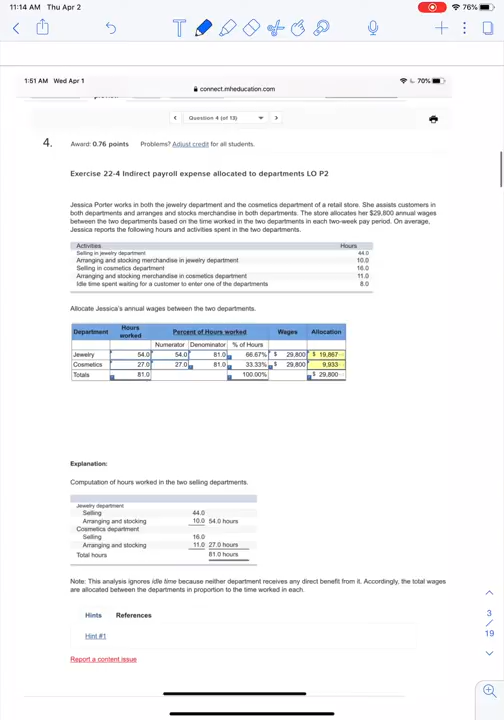 11:14 AM Thu Apr 2
76%
1:51 AM Wed Apr 1
70%
connect.mheducation.com
Question 4 (of 13)
4.
Award: 0.76 points Problems? Adjust credit for all students.
Exercise 22-4 Indirect payroll expense allocated to departments LO P2
Jessica Porter works in both the jewelry department and the cosmetics department of a retail store. She assists customers in
both departments and arranges and stocks merchandise in both departments. The store allocates her $29,800 annual wages
between the two departments based on the time worked in the two departments in each two-week pay period. On average,
Jessica reports the following hours and activities spent in the two departments.
Activities Hours
Selling in jewelry department 44.0
Arranging and stocking merchandise in jewelry department 10.0
Selling in cosmetics department 16.0
Arranging and stocking merchandise in cosmetics department 11.0
Idle time spent waiting for a customer to enter one of the departments 8.0
Allocate Jessica's annual wages between the two departments.
Department Hours worked Percent of Hours worked Wages Allocation
Numerator Denominator % of Hours
Jewelry 54.0 54.0 81.0 66.67% $ 29,800 $ 19,867
Cosmetics 27.0 27.0 81.0 33.33% $ 29,800 9,933
Totals 81.0 100.00% $ 29,800
Explanation:
Computation of hours worked in the two selling departments.
Jewelry department
Selling 44.0
Arranging and stocking 10.0 54.0 hours
Cosmetics department
Selling 16.0
Arranging and stocking 11.0 27.0 hours
Total hours 81.0 hours
Note: This analysis ignores idle time because neither department receives any direct benefit from it. Accordingly, the total wages
are allocated between the departments in proportion to the time worked in each.
Hints References
Hint #1
Report a content issue
3
/
19